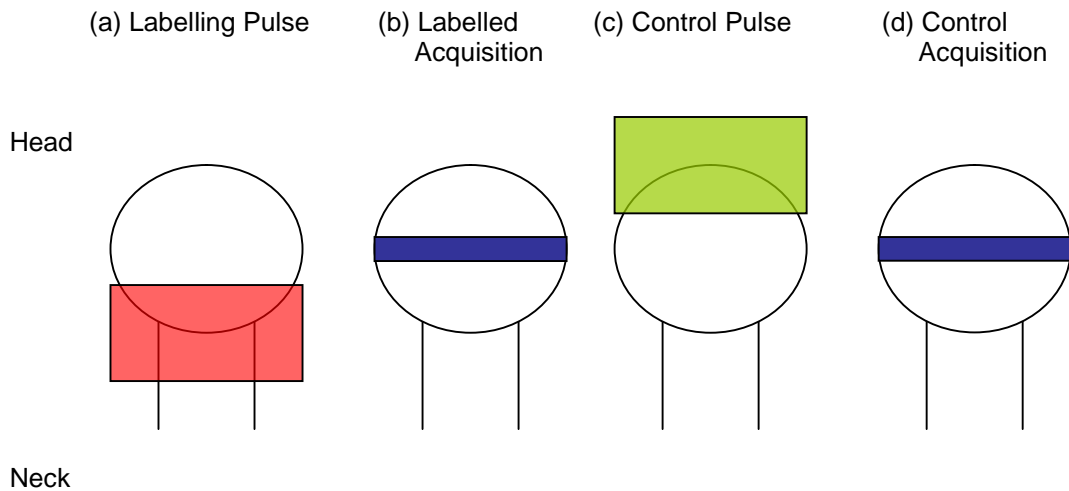 (a) Labelling Pulse
(b) Labelled
Acquisition
(c) Control Pulse
(d) Control
Acquisition
Head
Neck